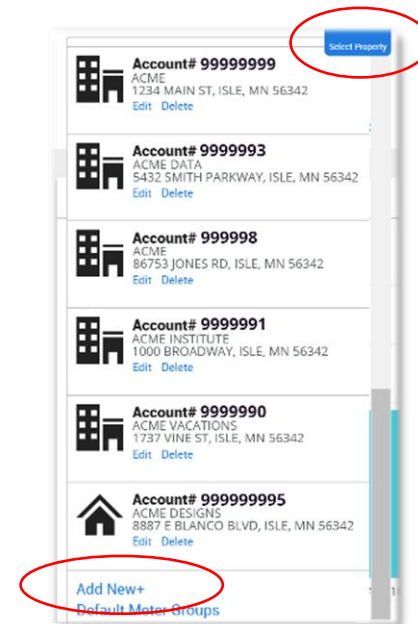 Select Property
Account# 99999999
ACME
1234 MAIN ST, ISLE, MN 56342
Edit Delete
Account# 9999993
ACME DATA
5432 SMITH PARKWAY, ISLE, MN 56342
Edit Delete
Account# 999998
ACME
86753 JONES RD, ISLE, MN 56342
Edit Delete
Account# 9999991
ACME INSTITUTE
1000 BROADWAY, ISLE, MN 56342
Edit Delete
Account# 9999990
ACME VACATIONS
1737 VINE ST, ISLE, MN 56342
Edit Delete
Account# 999999995
ACME DESIGNS
8887 E BLANCO BLVD, ISLE, MN 56342
Edit Delete
Add New+
Default Meter Groups